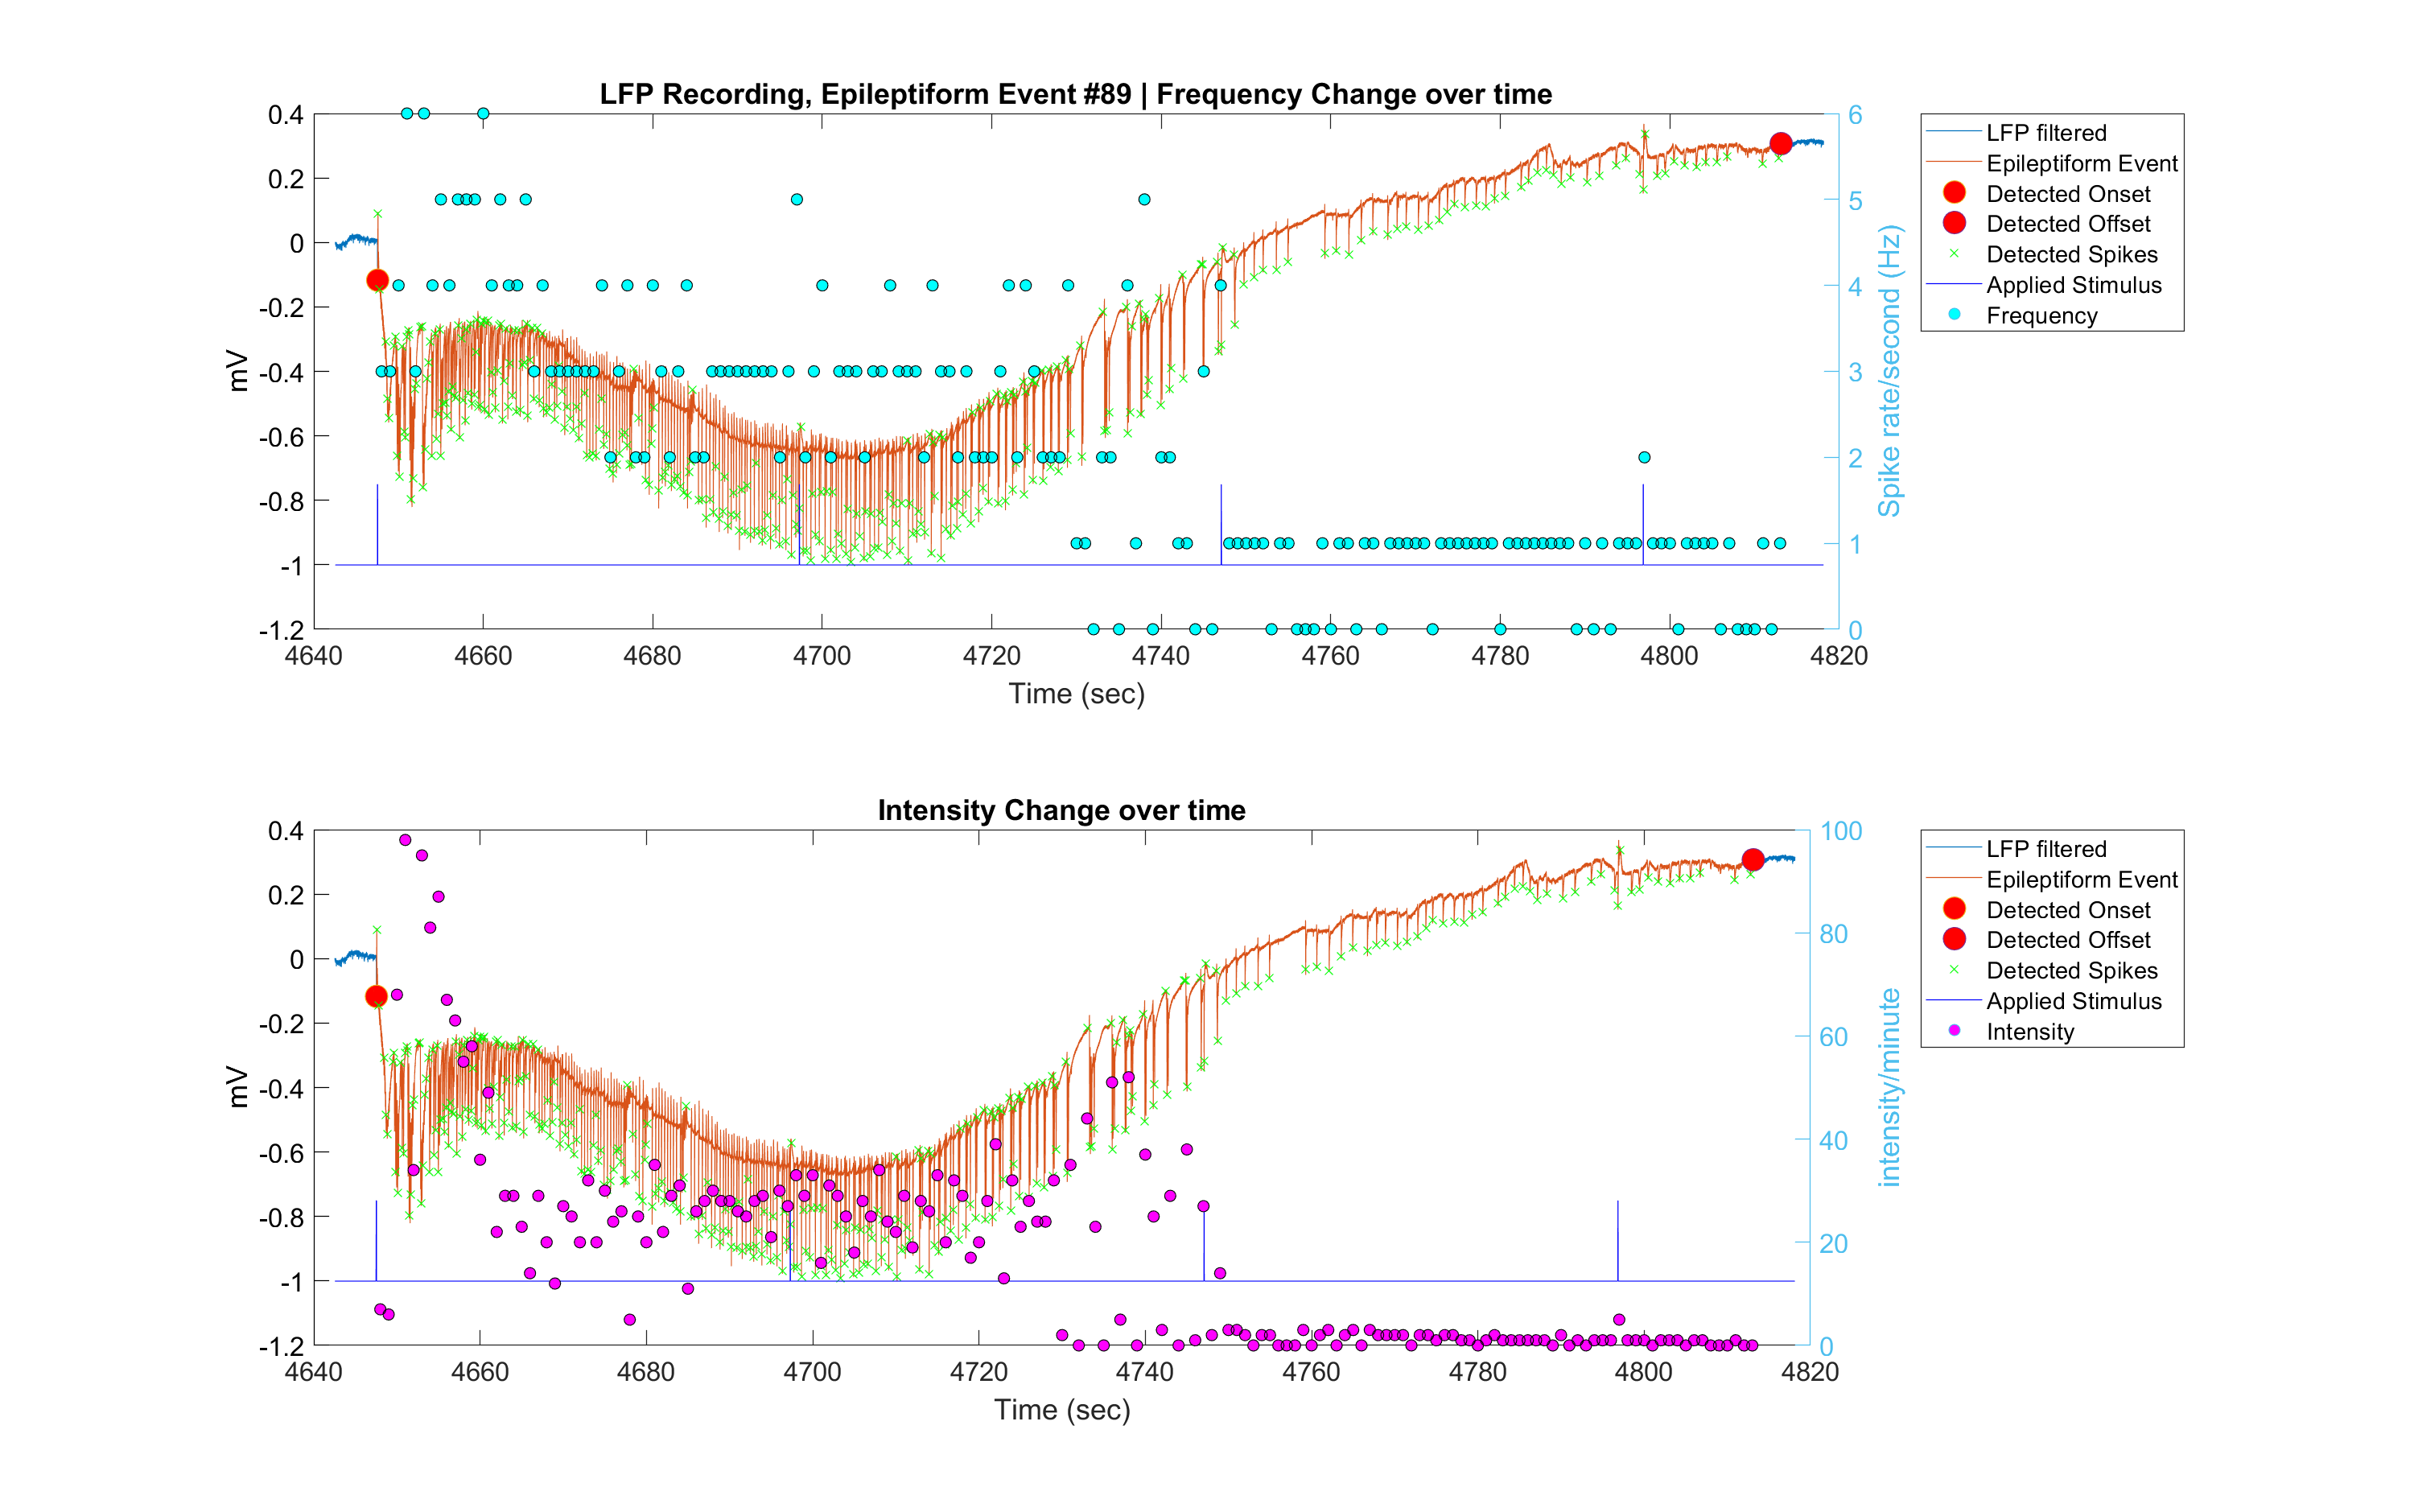 LFP Recording, Epileptiform Event #89 | Frequency Change over time
0.4
0.2
0
-0.2
-0.4
-0.6
-0.8
-1
-1.2
mV
4640
4660
4680
4700
4720
4740
4760
4780
4800
4820
Time (sec)
6
5
4
3
2
1
0
Spike rate/second (Hz)
LFP filtered
Epileptiform Event
Detected Onset
Detected Offset
Detected Spikes
Applied Stimulus
Frequency
Intensity Change over time
0.4
0.2
0
-0.2
-0.4
-0.6
-0.8
-1
-1.2
mV
4640
4660
4680
4700
4720
4740
4760
4780
4800
4820
Time (sec)
100
80
60
40
20
0
intensity/minute
LFP filtered
Epileptiform Event
Detected Onset
Detected Offset
Detected Spikes
Applied Stimulus
Intensity